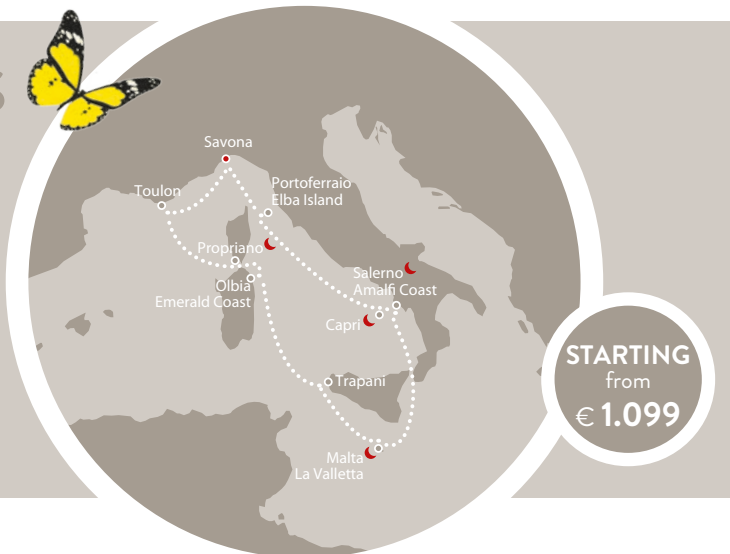 Savona
Toulon
Portoferraio
Elba Island
Propriano
Olbia
Emerald Coast
Salerno
Amalfi Coast
Capri
Trapani
Malta
La Valletta
STARTING
from
€ 1.099